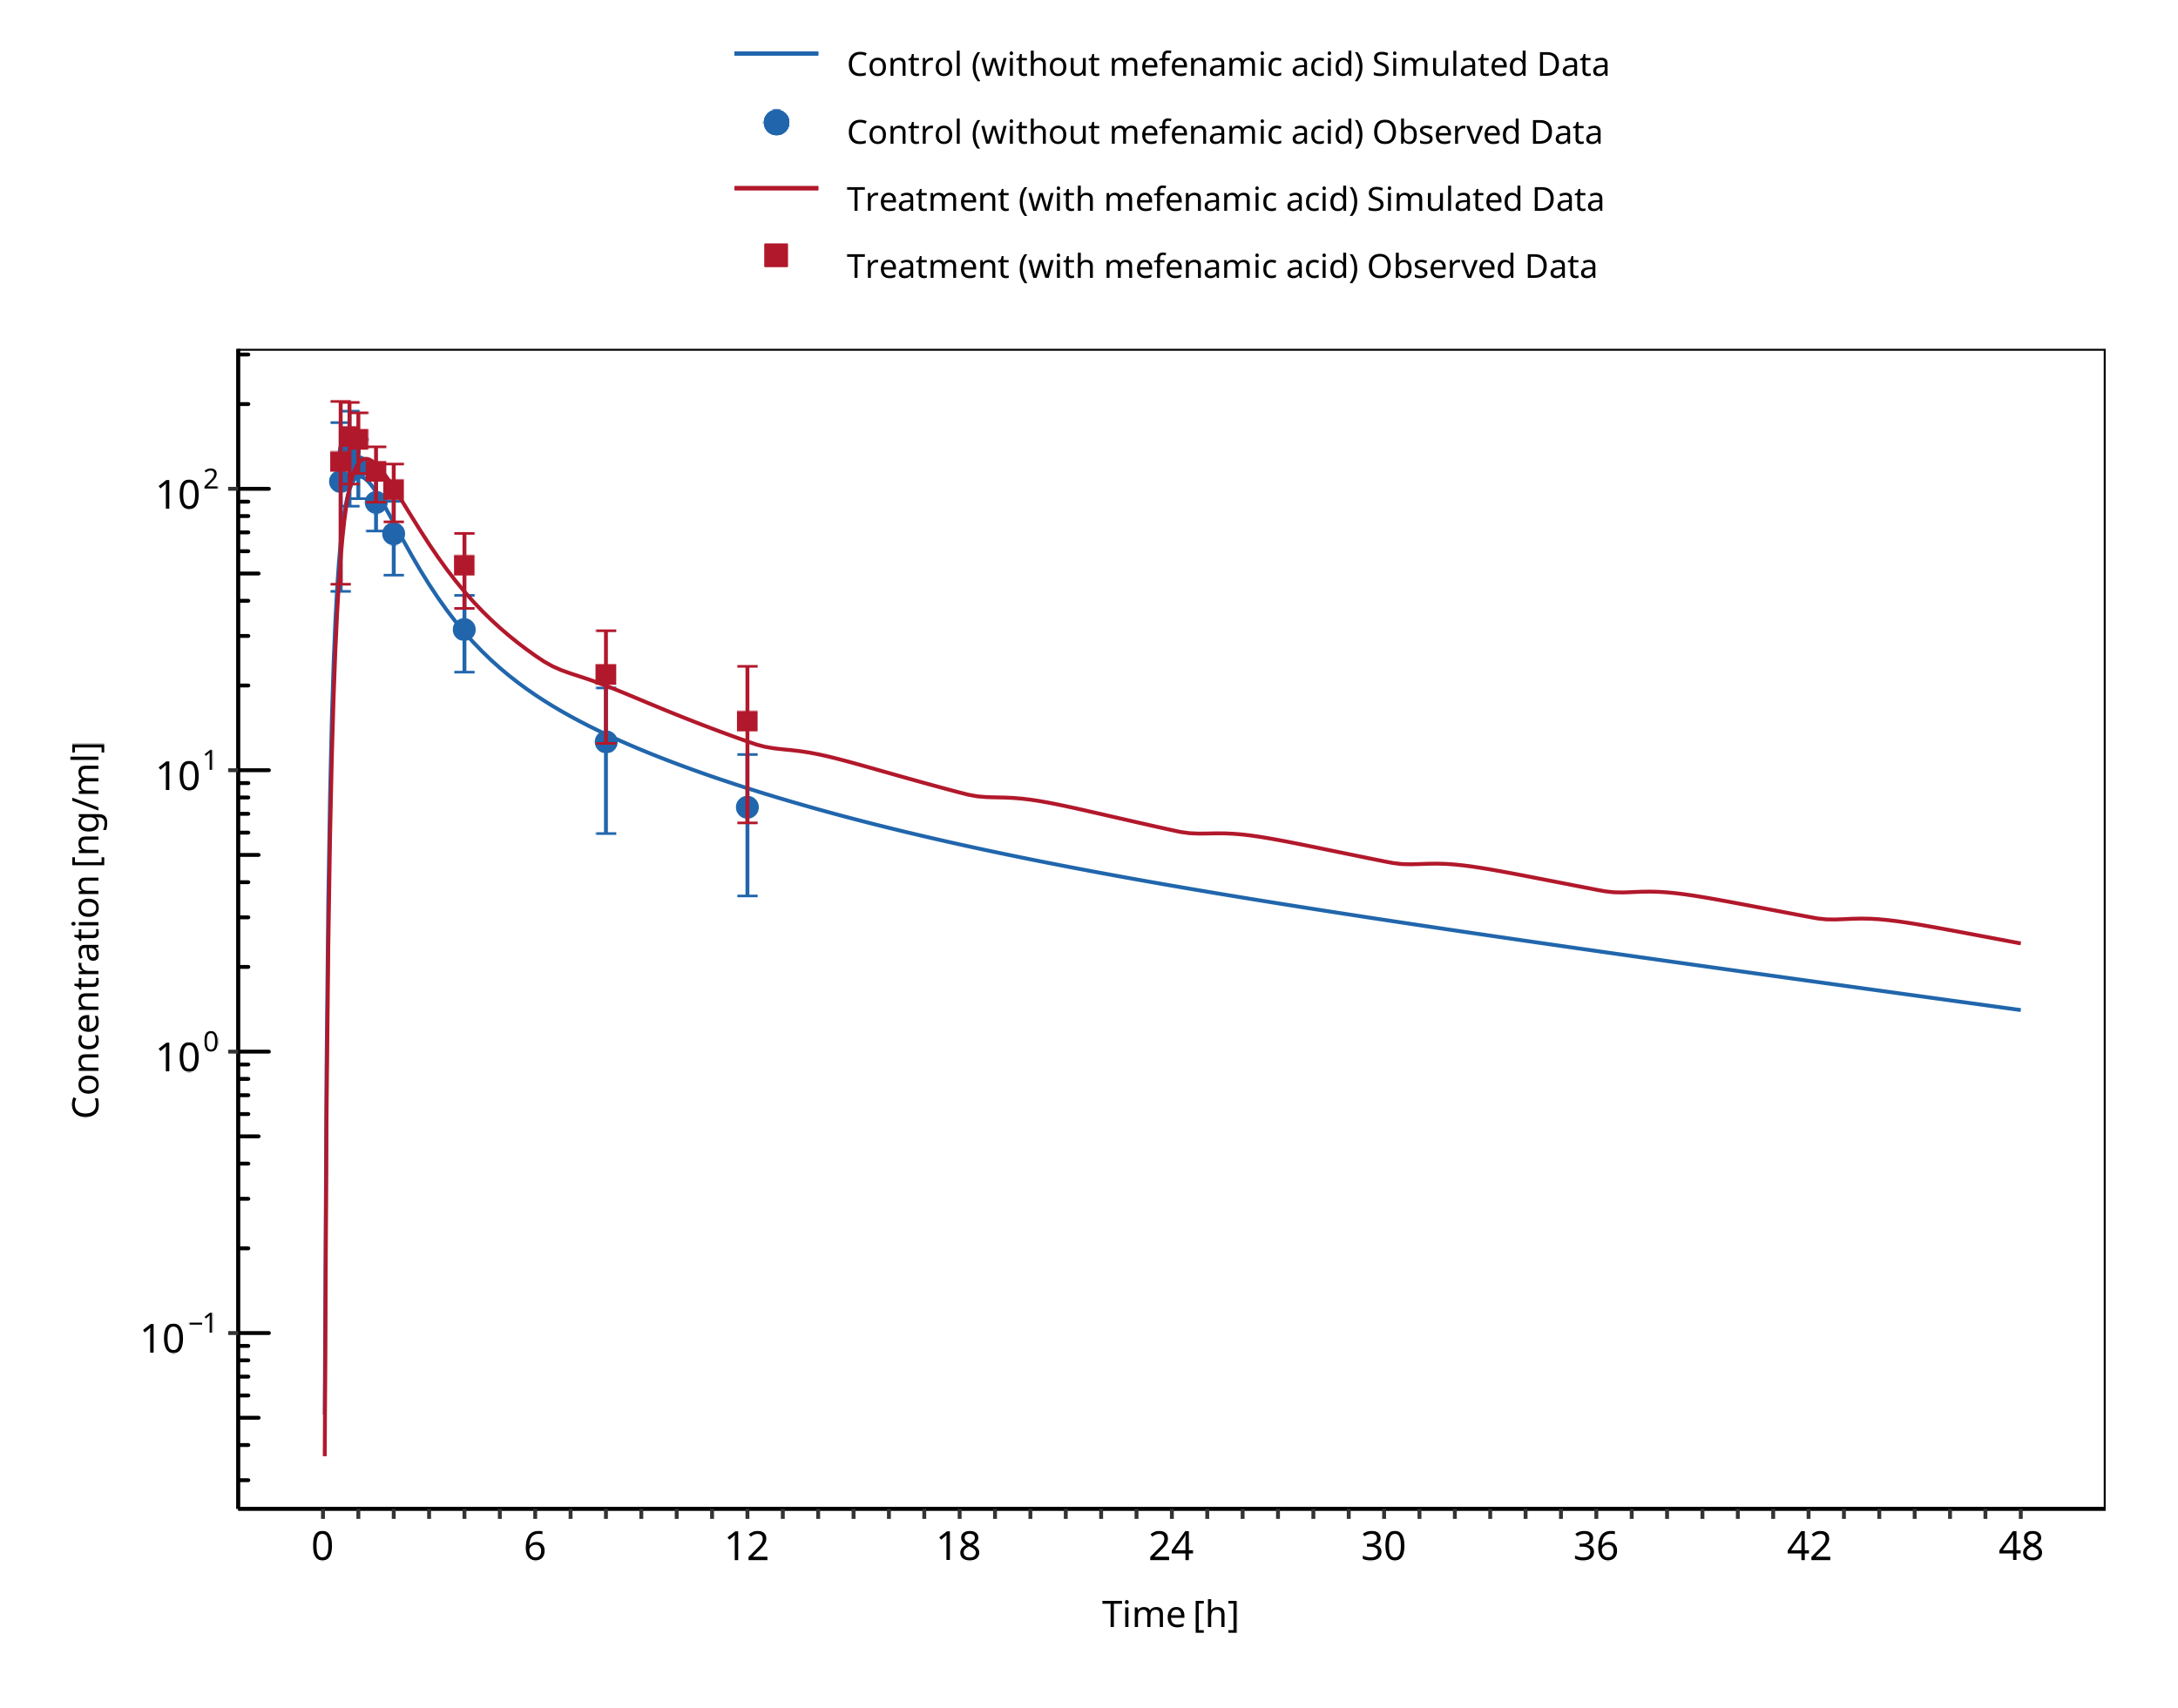 Control (without mefenamic acid) Simulated Data
Control (without mefenamic acid) Observed Data
Treatment (with mefenamic acid) Simulated Data
Treatment (with mefenamic acid) Observed Data
Concentration [ng/ml]
10²
10¹
10⁰
10⁻¹
0 6 12 18 24 30 36 42 48
Time [h]